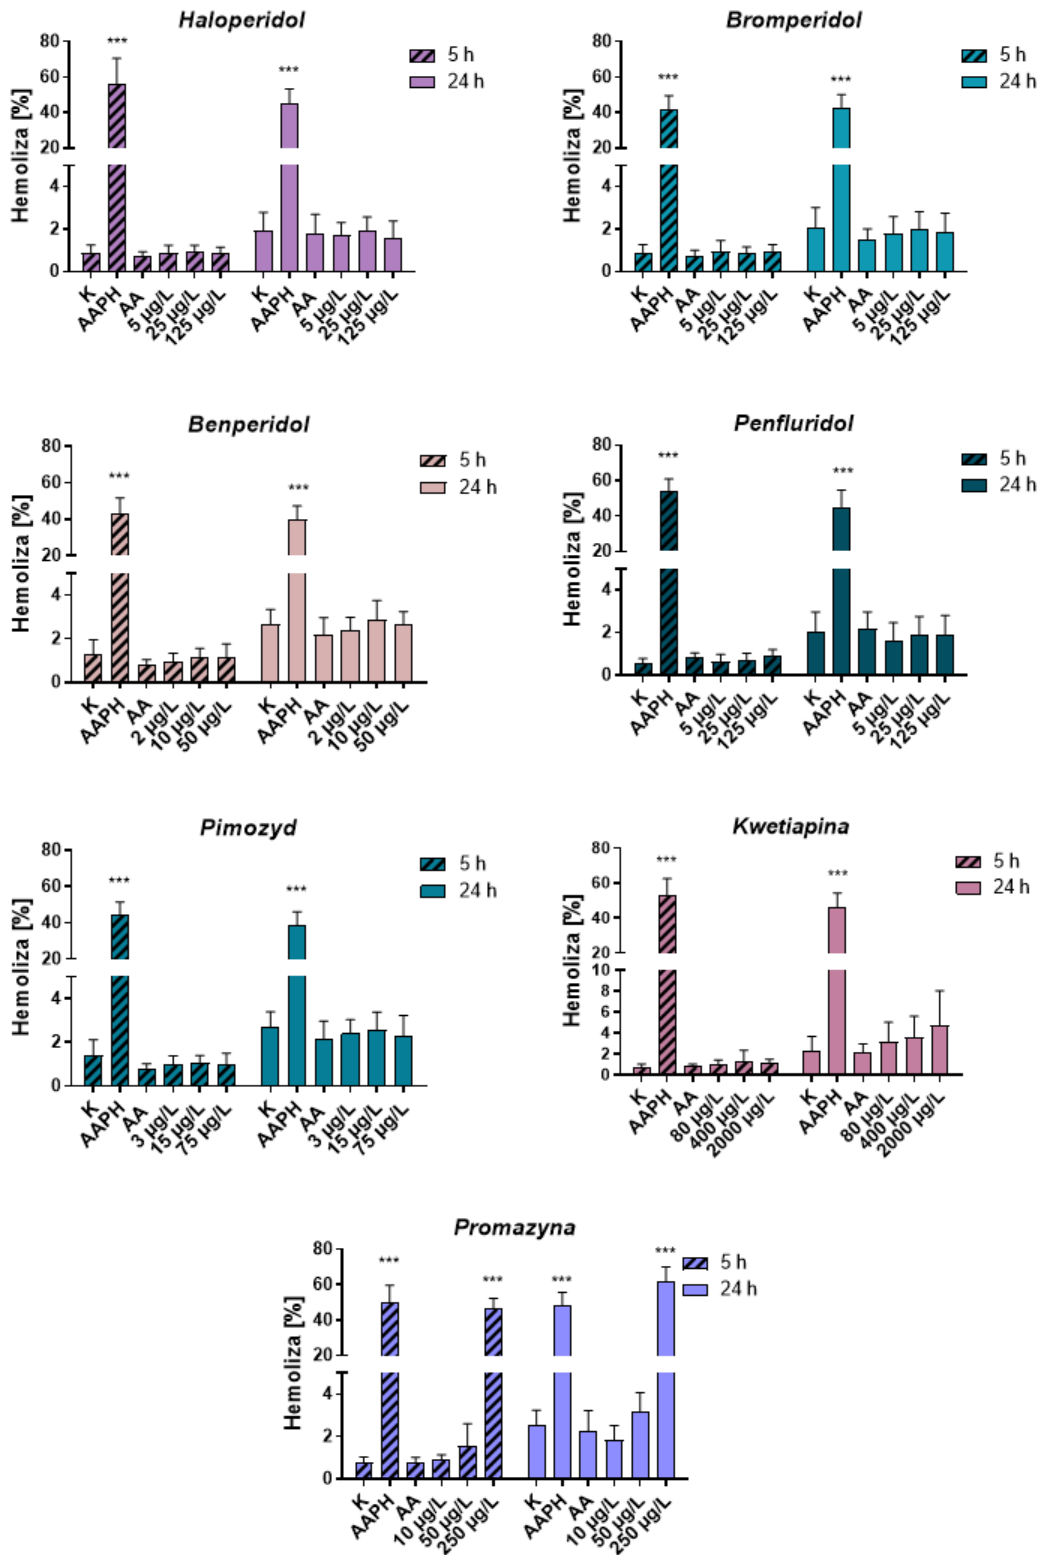 Haloperidol
Hemoliza [%]
80
60
40
20
4
2
0
***
***
5 h
24 h
K
AAPH
AA
5 µg/L
25 µg/L
125 µg/L
K
AAPH
AA
5 µg/L
25 µg/L
125 µg/L
Bromperidol
Hemoliza [%]
80
60
40
20
4
2
0
***
***
5 h
24 h
K
AAPH
AA
5 µg/L
25 µg/L
125 µg/L
K
AAPH
AA
5 µg/L
25 µg/L
125 µg/L
Benperidol
Hemoliza [%]
80
60
40
20
4
2
0
***
***
5 h
24 h
K
AAPH
AA
2 µg/L
10 µg/L
50 µg/L
K
AAPH
AA
2 µg/L
10 µg/L
50 µg/L
Penfluridol
Hemoliza [%]
80
60
40
20
4
2
0
***
***
5 h
24 h
K
AAPH
AA
5 µg/L
25 µg/L
125 µg/L
K
AAPH
AA
5 µg/L
25 µg/L
125 µg/L
Pimozyd
Hemoliza [%]
80
60
40
20
4
2
0
***
***
5 h
24 h
K
AAPH
AA
3 µg/L
15 µg/L
75 µg/L
K
AAPH
AA
3 µg/L
15 µg/L
75 µg/L
Kwetiapina
Hemoliza [%]
80
60
40
20
10
8
6
4
2
0
***
***
5 h
24 h
K
AAPH
AA
80 µg/L
400 µg/L
2000 µg/L
K
AAPH
AA
80 µg/L
400 µg/L
2000 µg/L
Promazyna
Hemoliza [%]
80
60
40
20
4
2
0
***
***
***
***
5 h
24 h
K
AAPH
AA
10 µg/L
50 µg/L
250 µg/L
K
AAPH
AA
10 µg/L
50 µg/L
250 µg/L